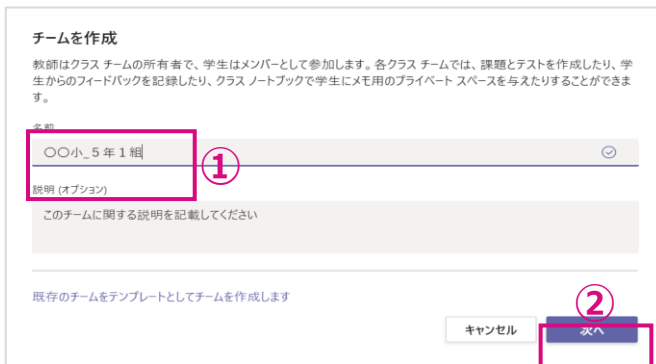 チームを作成
教師はクラス チームの所有者で、学生はメンバーとして参加します。各クラス チームでは、課題とテストを作成したり、学
生からのフィードバックを記録したり、クラス ノートブックで学生にメモ用のプライベート スペースを与えたりすることができま
す。
名前
〇〇小_５年１組
①
説明 (オプション)
このチームに関する説明を記載してください
既存のチームをテンプレートとしてチームを作成します
②
キャンセル
次へ